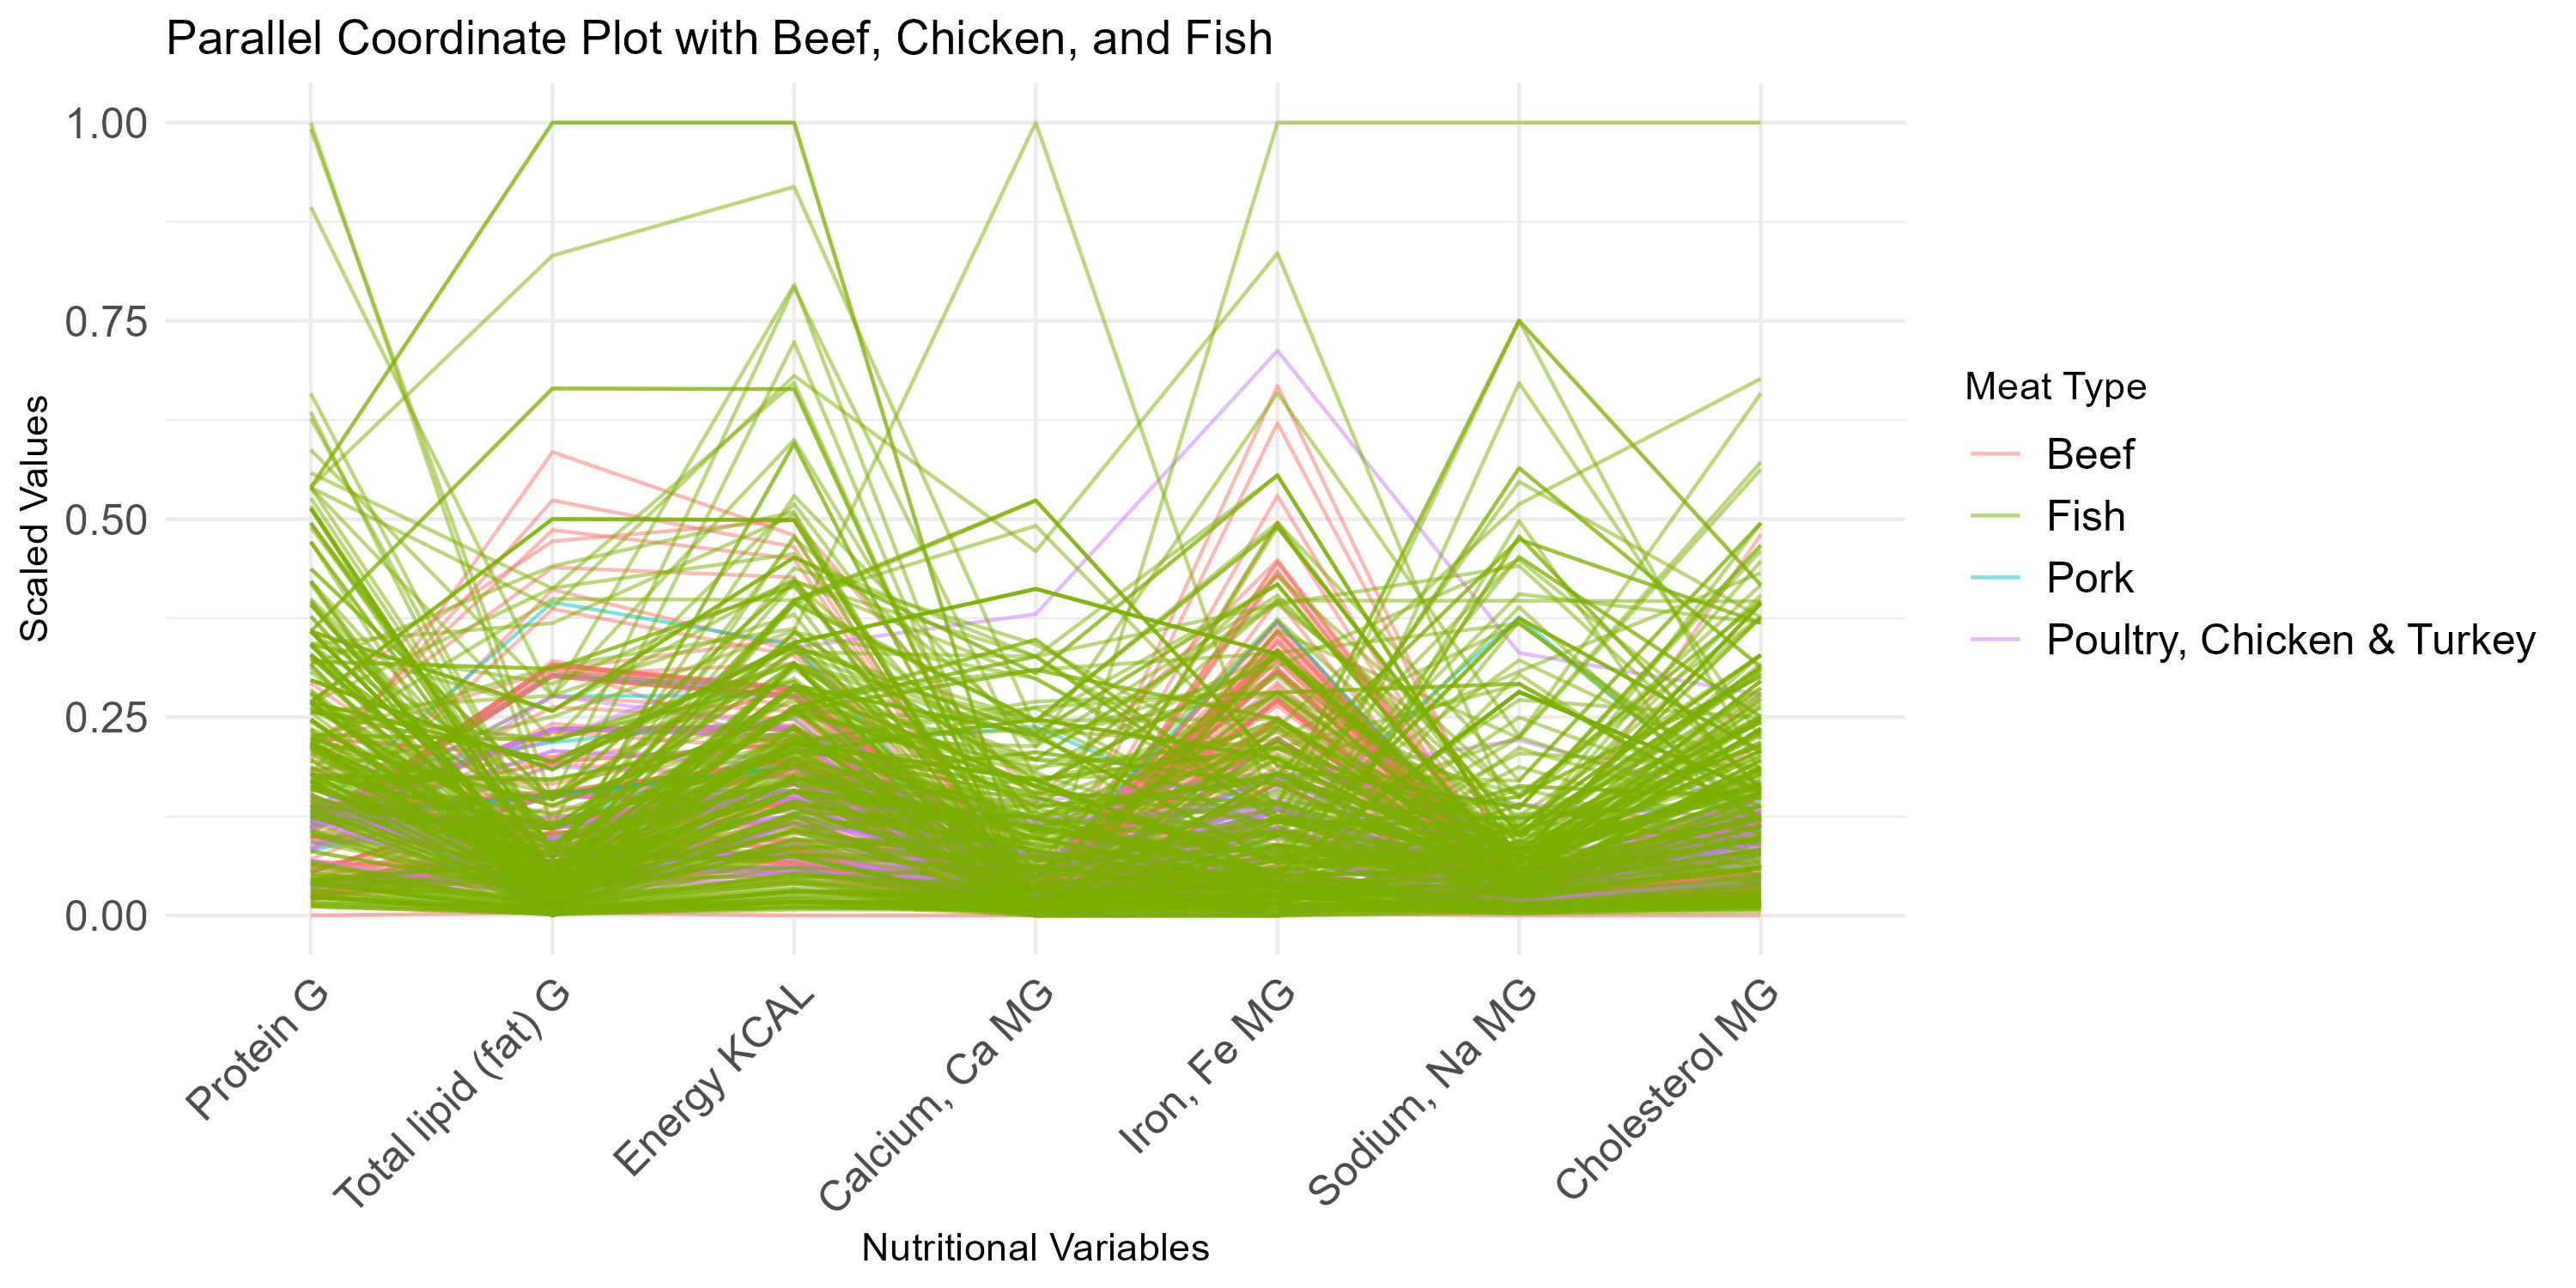 Parallel Coordinate Plot with Beef, Chicken, and Fish
Scaled Values
1.00
0.75
0.50
0.25
0.00
Protein G
Total lipid (fat) G
Energy KCAL
Calcium, Ca MG
Iron, Fe MG
Sodium, Na MG
Cholesterol MG
Nutritional Variables
Meat Type
Beef
Fish
Pork
Poultry, Chicken & Turkey